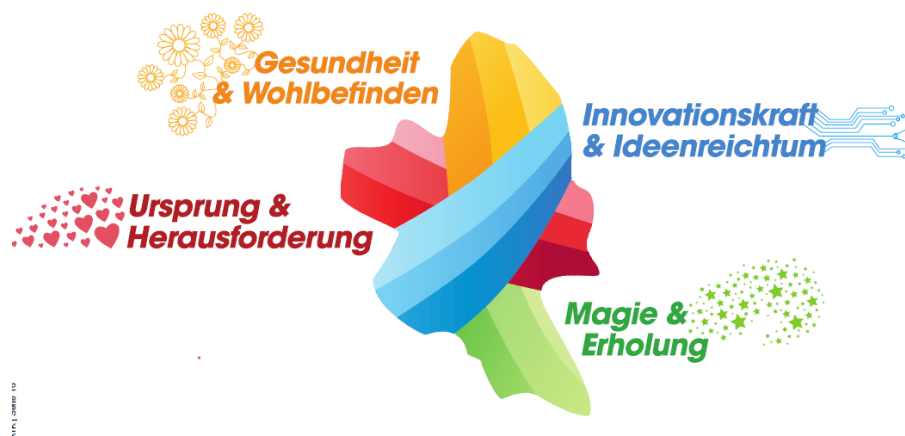 Gesundheit
& Wohlbefinden
Innovationskraft
& Ideenreichtum
Ursprung &
Herausforderung
Magie &
Erholung